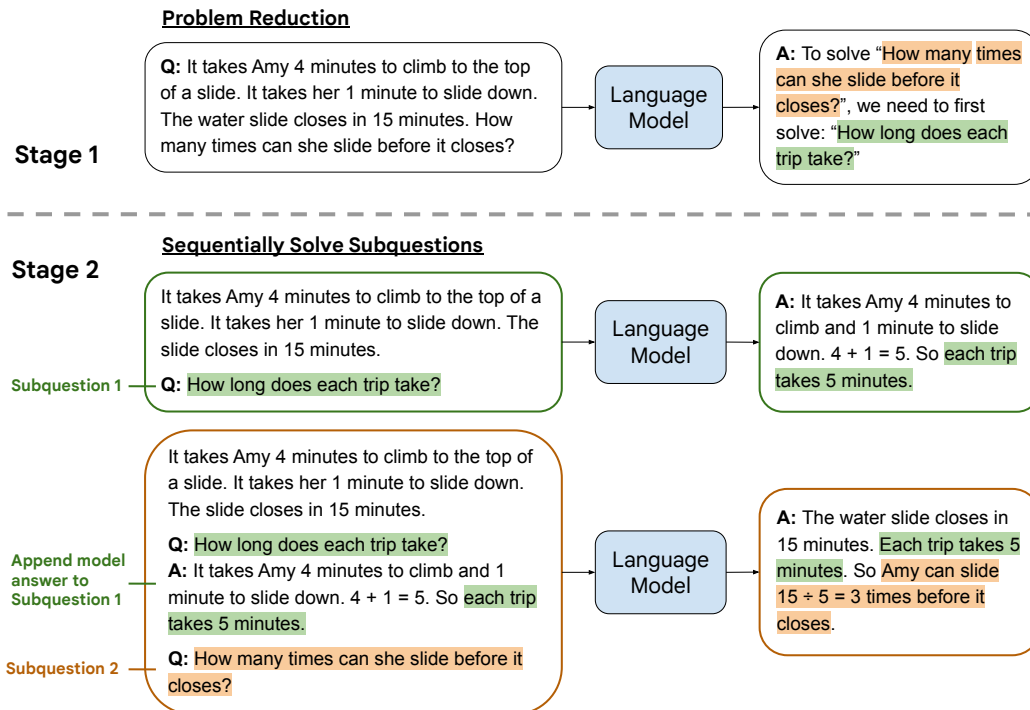 Problem Reduction
Stage 1
Q: It takes Amy 4 minutes to climb to the top
of a slide. It takes her 1 minute to slide down.
The water slide closes in 15 minutes. How
many times can she slide before it closes?
Language
Model
A: To solve “How many times
can she slide before it
closes?”, we need to first
solve: “How long does each
trip take?”
Stage 2
Sequentially Solve Subquestions
It takes Amy 4 minutes to climb to the top of a
slide. It takes her 1 minute to slide down. The
slide closes in 15 minutes.
Subquestion 1
Q: How long does each trip take?
Language
Model
A: It takes Amy 4 minutes to
climb and 1 minute to slide
down. 4 + 1 = 5. So each trip
takes 5 minutes.
It takes Amy 4 minutes to climb to the top of
a slide. It takes her 1 minute to slide down.
The slide closes in 15 minutes.
Append model
answer to
Subquestion 1
Q: How long does each trip take?
A: It takes Amy 4 minutes to climb and 1
minute to slide down. 4 + 1 = 5. So each trip
takes 5 minutes.
Subquestion 2
Q: How many times can she slide before it
closes?
Language
Model
A: The water slide closes in
15 minutes. Each trip takes 5
minutes. So Amy can slide
15 ÷ 5 = 3 times before it
closes.